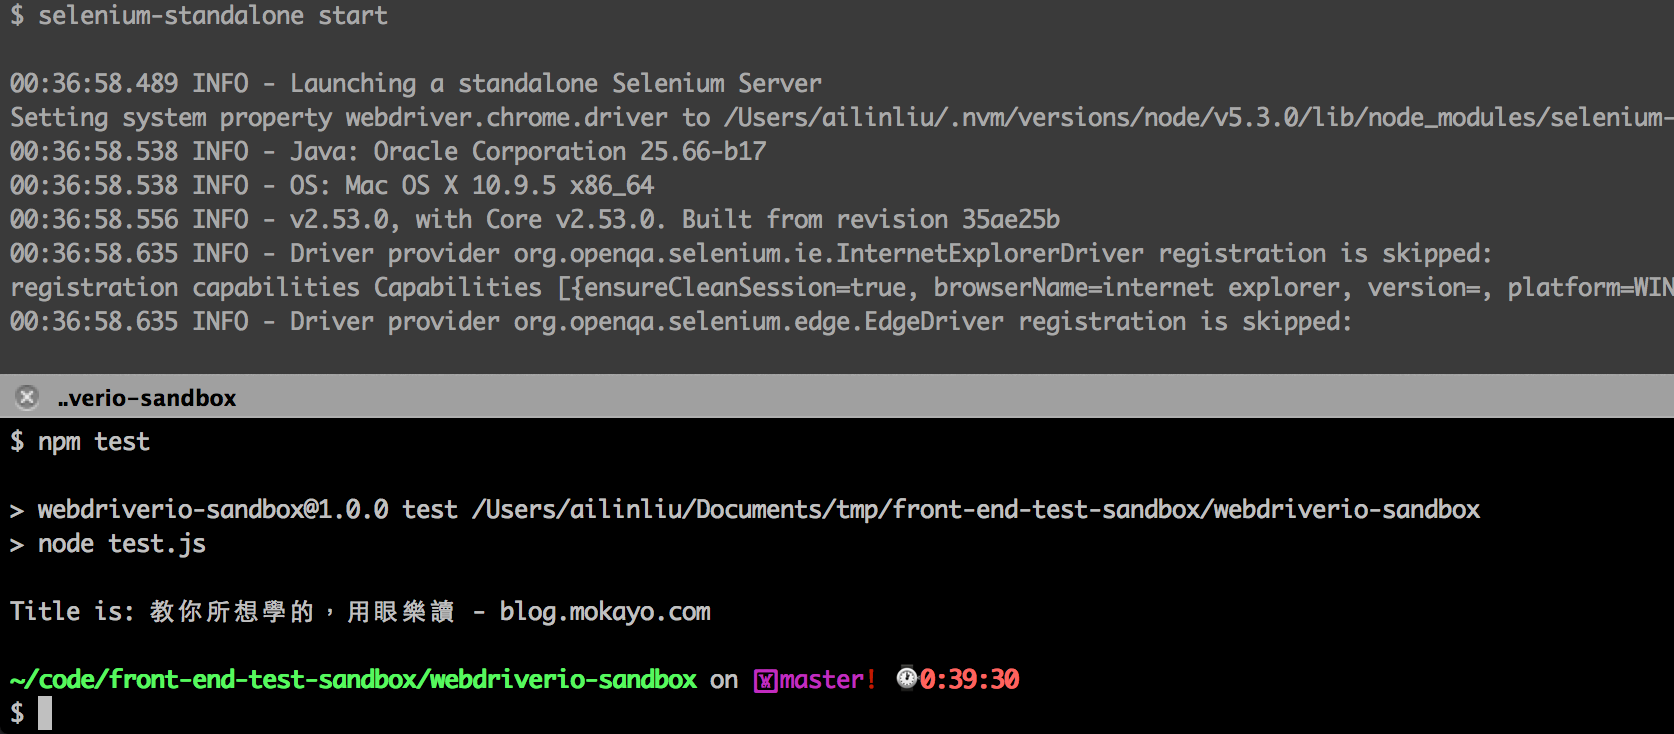 $ selenium-standalone start
00:36:58.489 INFO - Launching a standalone Selenium Server
Setting system property webdriver.chrome.driver to /Users/ailinliu/.nvm/versions/node/v5.3.0/lib/node_modules/selenium-
00:36:58.538 INFO - Java: Oracle Corporation 25.66-b17
00:36:58.538 INFO - OS: Mac OS X 10.9.5 x86_64
00:36:58.556 INFO - v2.53.0, with Core v2.53.0. Built from revision 35ae25b
00:36:58.635 INFO - Driver provider org.openqa.selenium.ie.InternetExplorerDriver registration is skipped:
registration capabilities Capabilities [{ensureCleanSession=true, browserName=internet explorer, version=, platform=WIN
00:36:58.635 INFO - Driver provider org.openqa.selenium.edge.EdgeDriver registration is skipped:
..verio-sandbox
$ npm test
> webdriverio-sandbox@1.0.0 test /Users/ailinliu/Documents/tmp/front-end-test-sandbox/webdriverio-sandbox
> node test.js
Title is: 教你所想學的，用眼樂讀 - blog.mokayo.com
~/code/front-end-test-sandbox/webdriverio-sandbox on master! 0:39:30
$